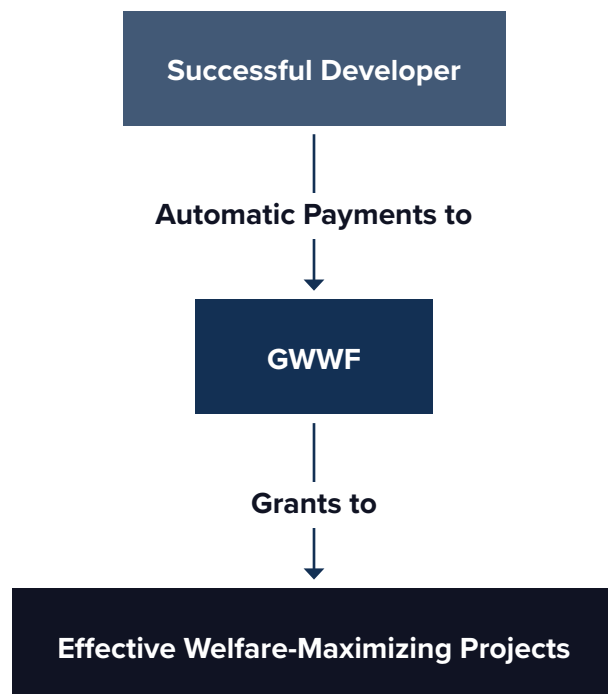 Successful Developer
Automatic Payments to
GWWF
Grants to
Effective Welfare-Maximizing Projects